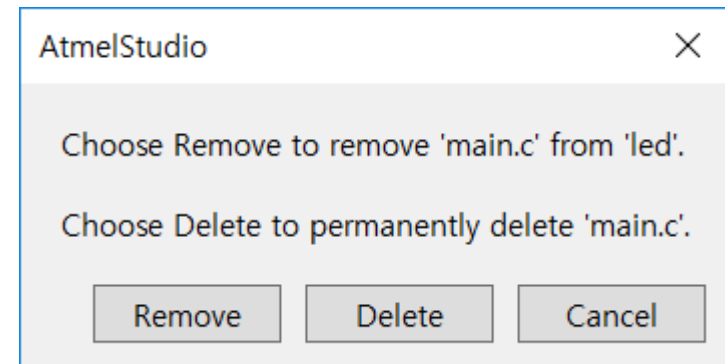 AtmelStudio
Choose Remove to remove 'main.c' from 'led'.
Choose Delete to permanently delete 'main.c'.
Remove Delete Cancel